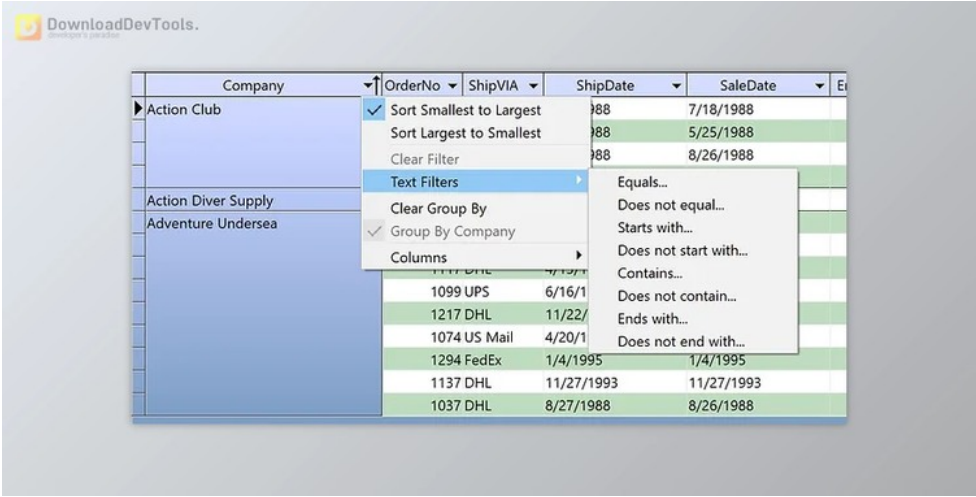 DownloadDevTools.
developer's paradise
Company OrderNo ShipVIA ShipDate SaleDate
Action Club 988 7/18/1988
Sort Smallest to Largest
Sort Largest to Smallest 988 5/25/1988
Clear Filter 988 8/26/1988
Text Filters
Equals...
Does not equal...
Starts with...
Does not start with...
Contains...
Does not contain...
Ends with...
Does not end with...
Clear Group By
Group By Company
Columns
Action Diver Supply
Adventure Undersea
1099 UPS 6/16/1
1217 DHL 11/22/
1074 US Mail 4/20/1
1294 FedEx 1/4/1995 1/4/1995
1137 DHL 11/27/1993 11/27/1993
1037 DHL 8/27/1988 8/26/1988